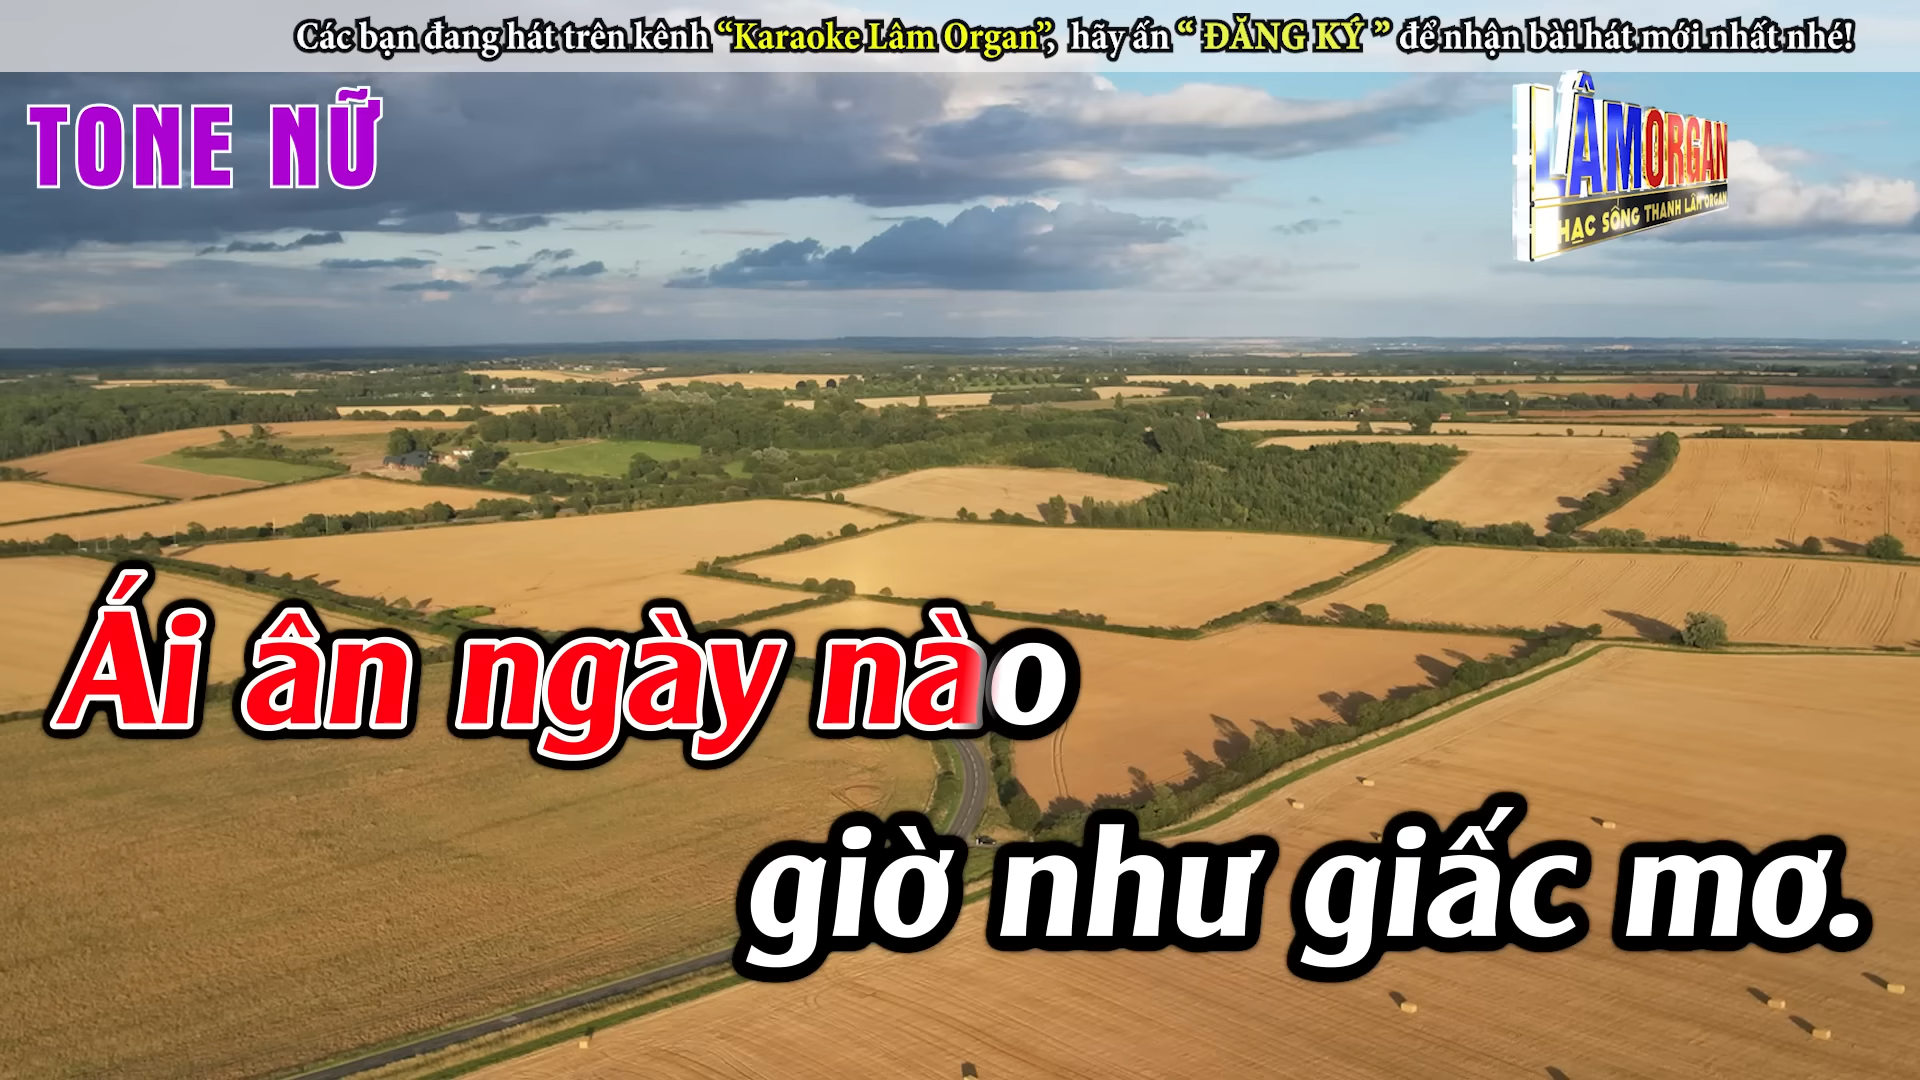 Các bạn đang hát trên kênh “Karaoke Lâm Organ”, hãy ấn “ ĐĂNG KÝ ” để nhận bài hát mới nhất nhé!
TONE NỮ
LÂM ORGAN
HẠC SỐNG THANH LÂM ORGAN
Ái ân ngày nào
giờ như giấc mơ.